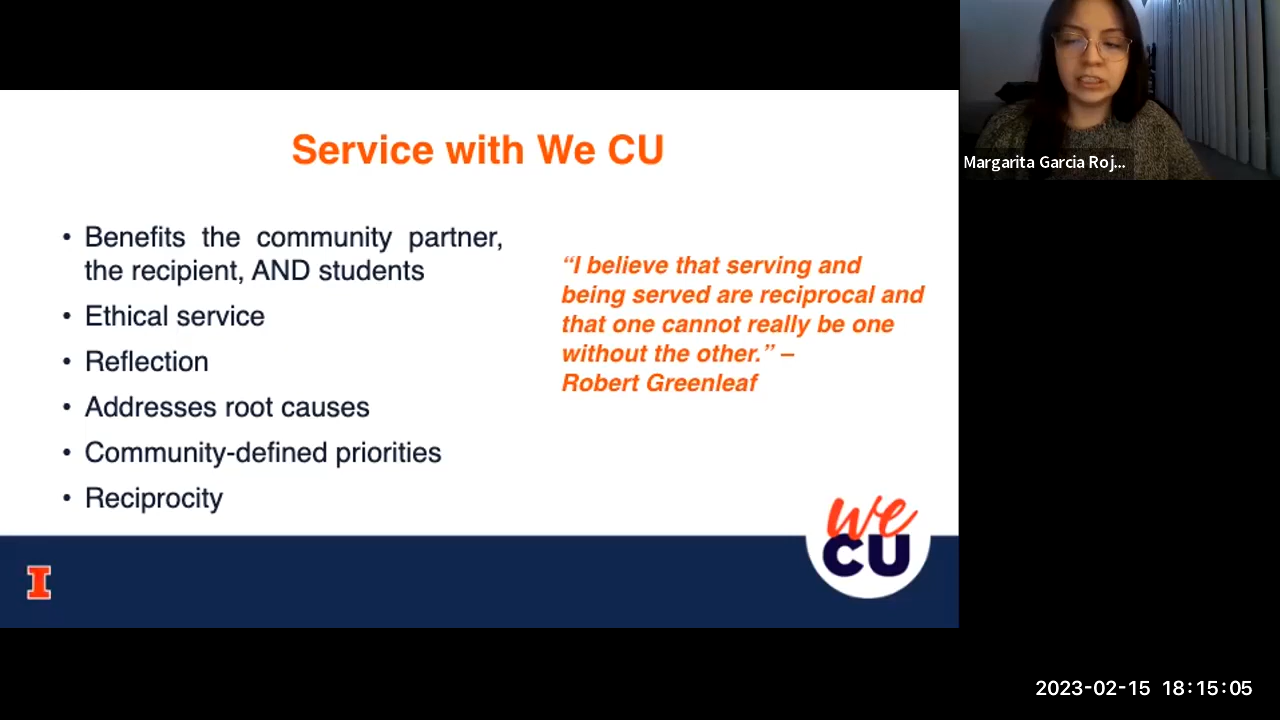 Service with We CU
• Benefits the community partner,
the recipient, AND students
• Ethical service
• Reflection
• Addresses root causes
• Community-defined priorities
• Reciprocity
“I believe that serving and
being served are reciprocal and
that one cannot really be one
without the other.” –
Robert Greenleaf
we
CU
I
Margarita Garcia Roj...
2023-02-15 18:15:05